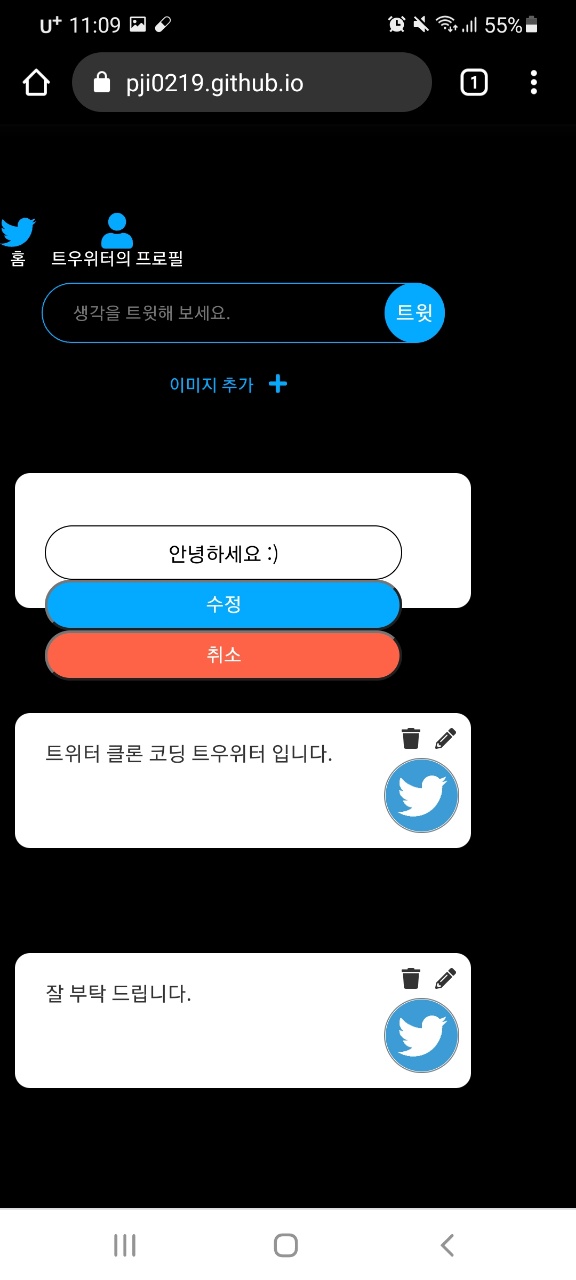 U+ 11:09 55%
pji0219.github.io 1
홈 트우위터의 프로필
생각을 트윗해 보세요. 트윗
이미지 추가
안녕하세요 :)
수정
취소
트위터 클론 코딩 트우위터 입니다.
잘 부탁 드립니다.